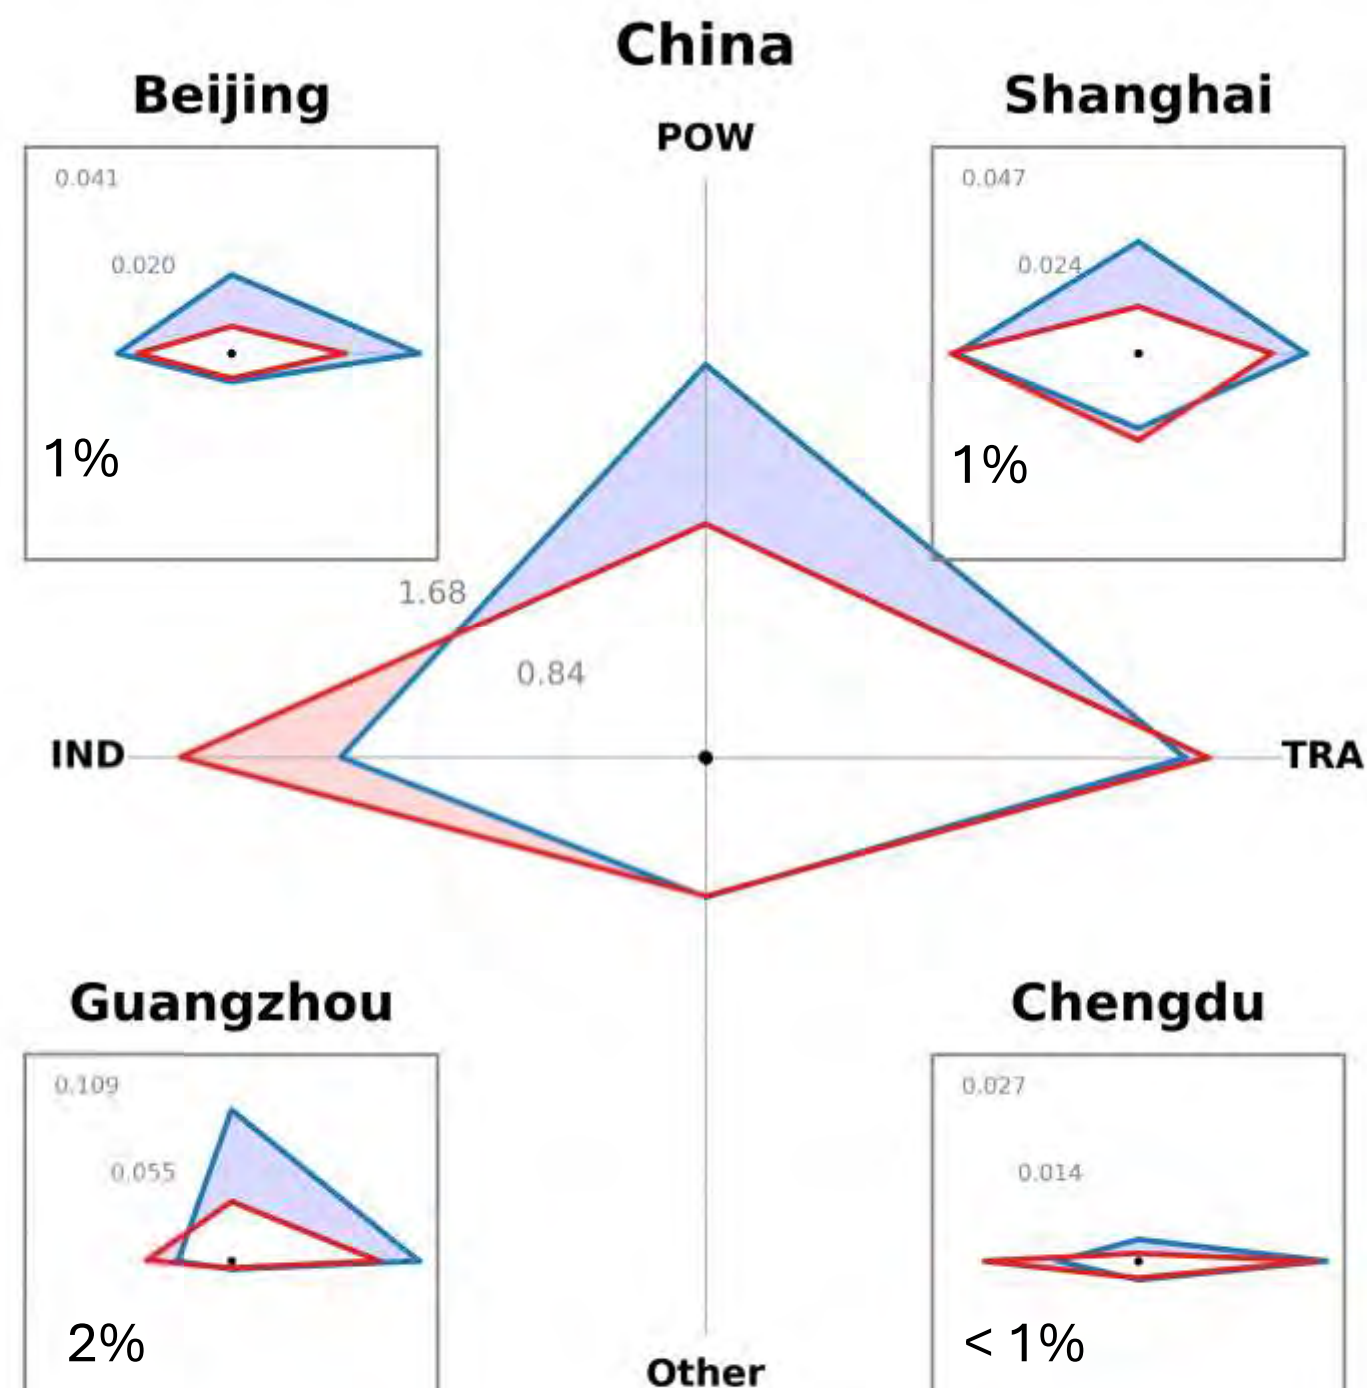 China
Beijing
Shanghai
POW
0.041
0.020
1%
0.047
0.024
1%
1.68
0.84
IND
TRA
Guangzhou
Chengdu
0.109
0.055
2%
0.027
0.014
< 1%
Other